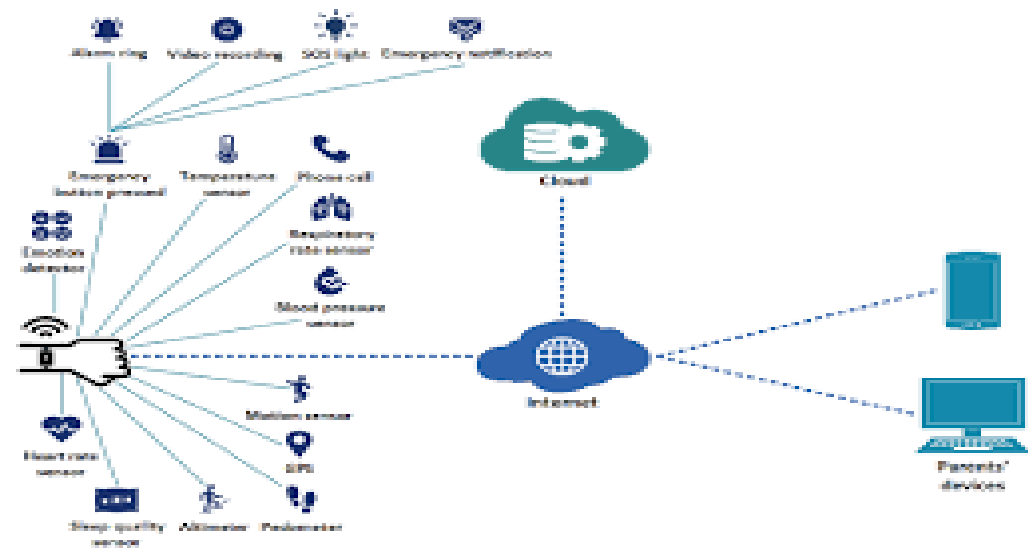 Alarm ring Video recording SOS light Emergency notification
Emergency
button pressed
Temperature
sensor
Phone call
Emotion
detector
Respiratory
rate sensor
Blood pressure
sensor
Cloud
Internet
Motion sensor
GPS
Heart rate
sensor
Sleep quality
sensor
Altimeter
Pedometer
Parents'
devices